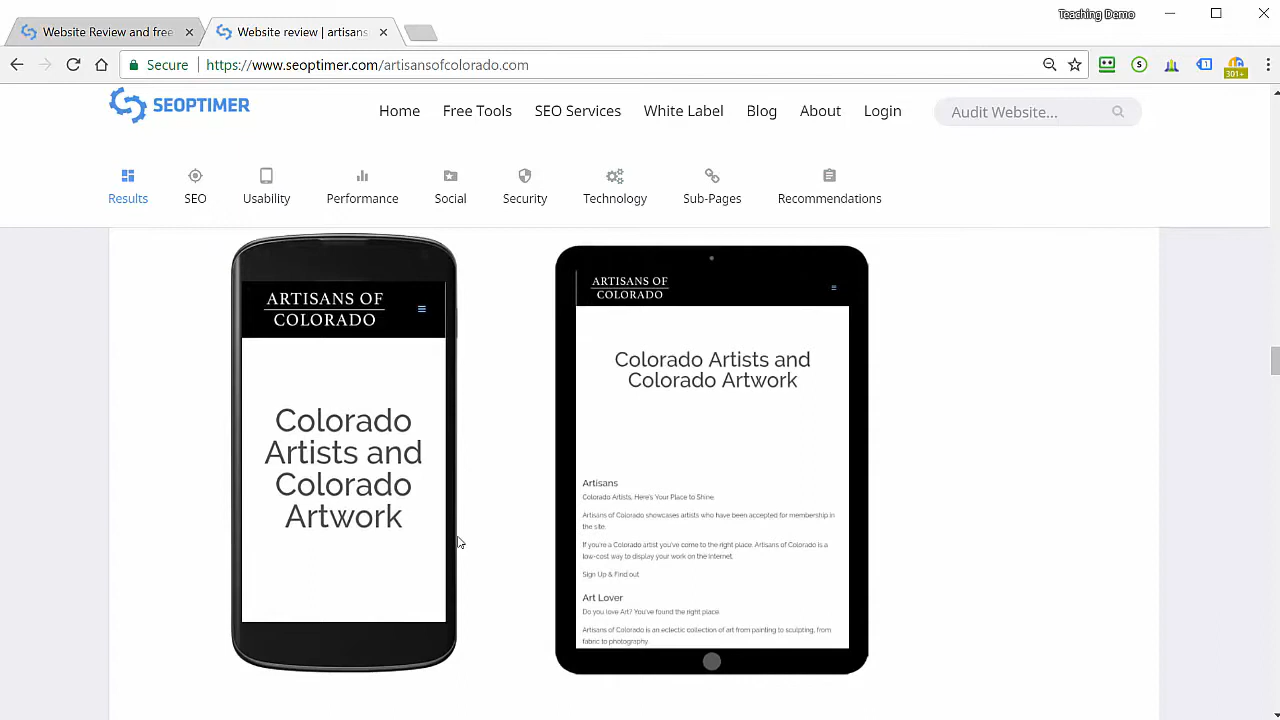 Teaching Demo
Website Review and free
Website review | artisans
Secure https://www.seoptimer.com/artisansofcolorado.com
301+
SEOPTIMER
Home Free Tools SEO Services White Label Blog About Login Audit Website...
Results SEO Usability Performance Social Security Technology Sub-Pages Recommendations
ARTISANS OF
COLORADO
Colorado
Artists and
Colorado
Artwork
ARTISANS OF
COLORADO
Colorado Artists and
Colorado Artwork
Artisans
Colorado Artists, Here's Your Place to Shine.
Artisans of Colorado showcases artists who have been accepted for membership in
the site.
If you're a Colorado artist you've come to the right place. Artisans of Colorado is a
low-cost way to display your work on the Internet.
Sign Up & Find out
Art Lover
Do you love Art? You've found the right place.
Artisans of Colorado is an eclectic collection of art from painting to sculpting, from
fabric to photography.